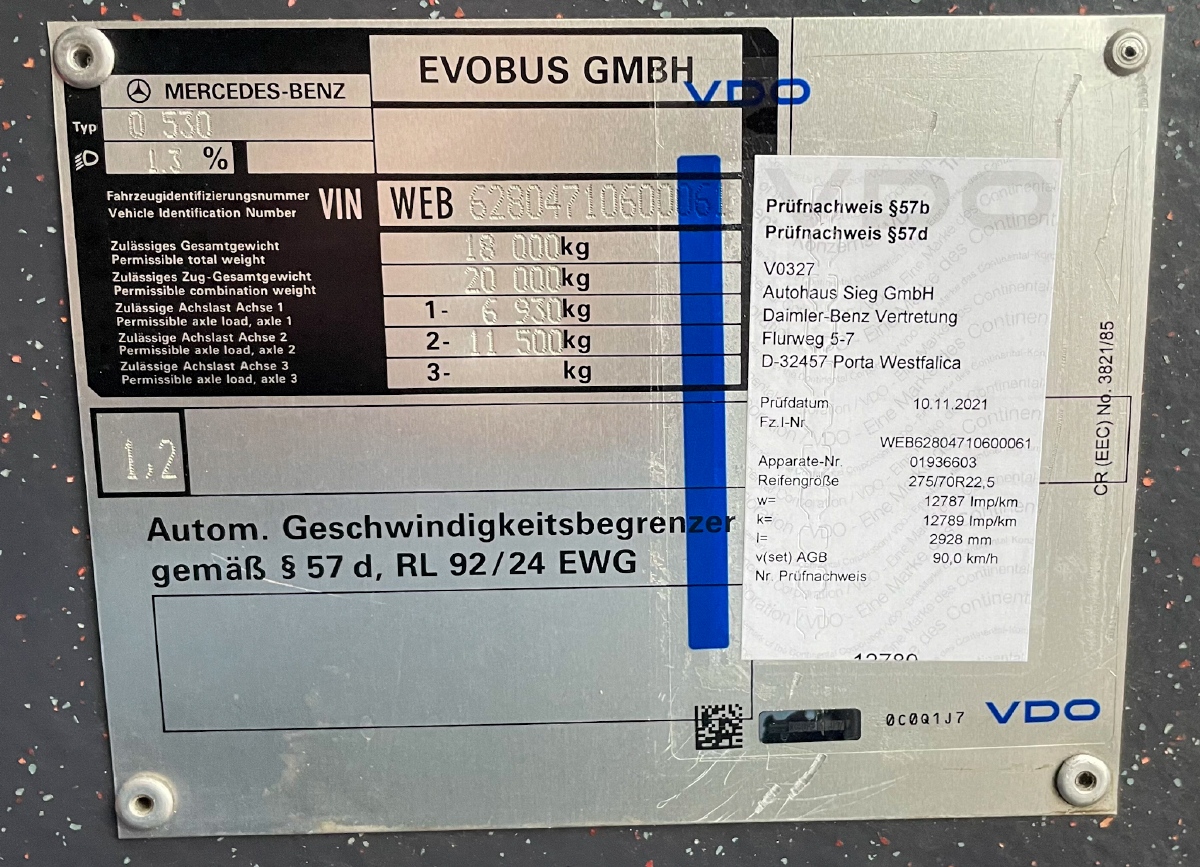 EVOBUS GMBH
MERCEDES-BENZ
Typ O 530
1.3 %
Fahrzeugidentifizierungsnummer
Vehicle Identification Number
VIN WEB 62804710600061
Zulässiges Gesamtgewicht
Permissible total weight
18 000kg
Zulässiges Zug-Gesamtgewicht
Permissible combination weight
20 000kg
Zulässige Achslast Achse 1
Permissible axle load, axle 1
1- 6 930kg
Zulässige Achslast Achse 2
Permissible axle load, axle 2
2- 11 500kg
Zulässige Achslast Achse 3
Permissible axle load, axle 3
3- kg
1.2
Autom. Geschwindigkeitsbegrenzer
gemäß § 57 d, RL 92/24 EWG
VDO
Prüfnachweis §57b
Prüfnachweis §57d
V0327
Autohaus Sieg GmbH
Daimler-Benz Vertretung
Flurweg 5-7
D-32457 Porta Westfalica
Prüfdatum 10.11.2021
Fz.I-Nr
WEB62804710600061
Apparate-Nr. 01936603
Reifengröße 275/70R22,5
w= 12787 Imp/km
k= 12789 Imp/km
l= 2928 mm
v(set) AGB 90,0 km/h
Nr. Prüfnachweis
12789
CR (EEC) No. 3821/85
0C0Q1J7
VDO